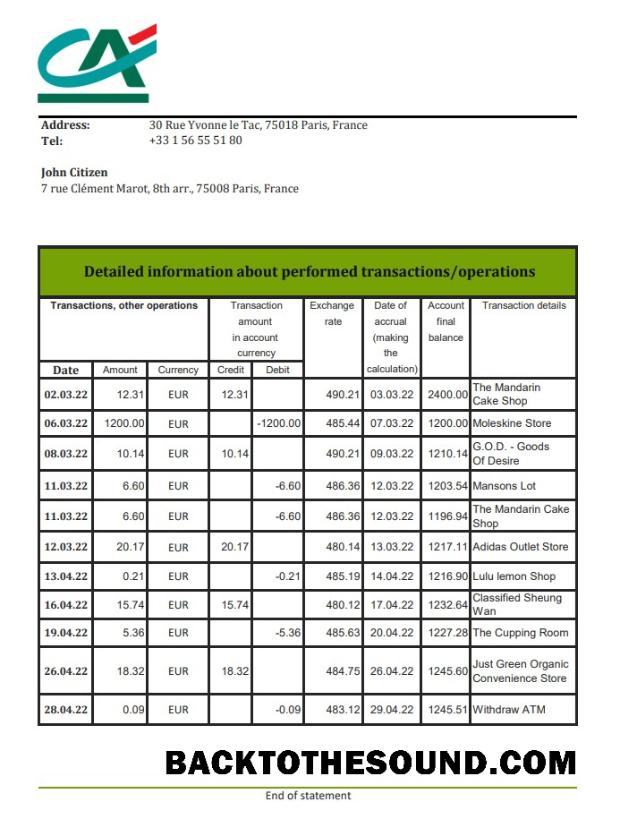 CA
Address: 30 Rue Yvonne le Tac, 75018 Paris, France
Tel: +33 1 56 55 51 80
John Citizen
7 rue Clément Marot, 8th arr., 75008 Paris, France
Detailed information about performed transactions/operations
Transactions, other operations Transaction amount in account currency Exchange rate Date of accrual (making the calculation) Account final balance Transaction details
Date Amount Currency Credit Debit
02.03.22 12.31 EUR 12.31 490.21 03.03.22 2400.00 The Mandarin Cake Shop
06.03.22 1200.00 EUR -1200.00 485.44 07.03.22 1200.00 Moleskine Store
08.03.22 10.14 EUR 10.14 490.21 09.03.22 1210.14 G.O.D. - Goods Of Desire
11.03.22 6.60 EUR -6.60 486.36 12.03.22 1203.54 Mansons Lot
11.03.22 6.60 EUR -6.60 486.36 12.03.22 1196.94 The Mandarin Cake Shop
12.03.22 20.17 EUR 20.17 480.14 13.03.22 1217.11 Adidas Outlet Store
13.04.22 0.21 EUR -0.21 485.19 14.04.22 1216.90 Lulu lemon Shop
16.04.22 15.74 EUR 15.74 480.12 17.04.22 1232.64 Classified Sheung Wan
19.04.22 5.36 EUR -5.36 485.63 20.04.22 1227.28 The Cupping Room
26.04.22 18.32 EUR 18.32 484.75 26.04.22 1245.60 Just Green Organic Convenience Store
28.04.22 0.09 EUR -0.09 483.12 29.04.22 1245.51 Withdraw ATM
BACKTOTHESOUND.COM
End of statement